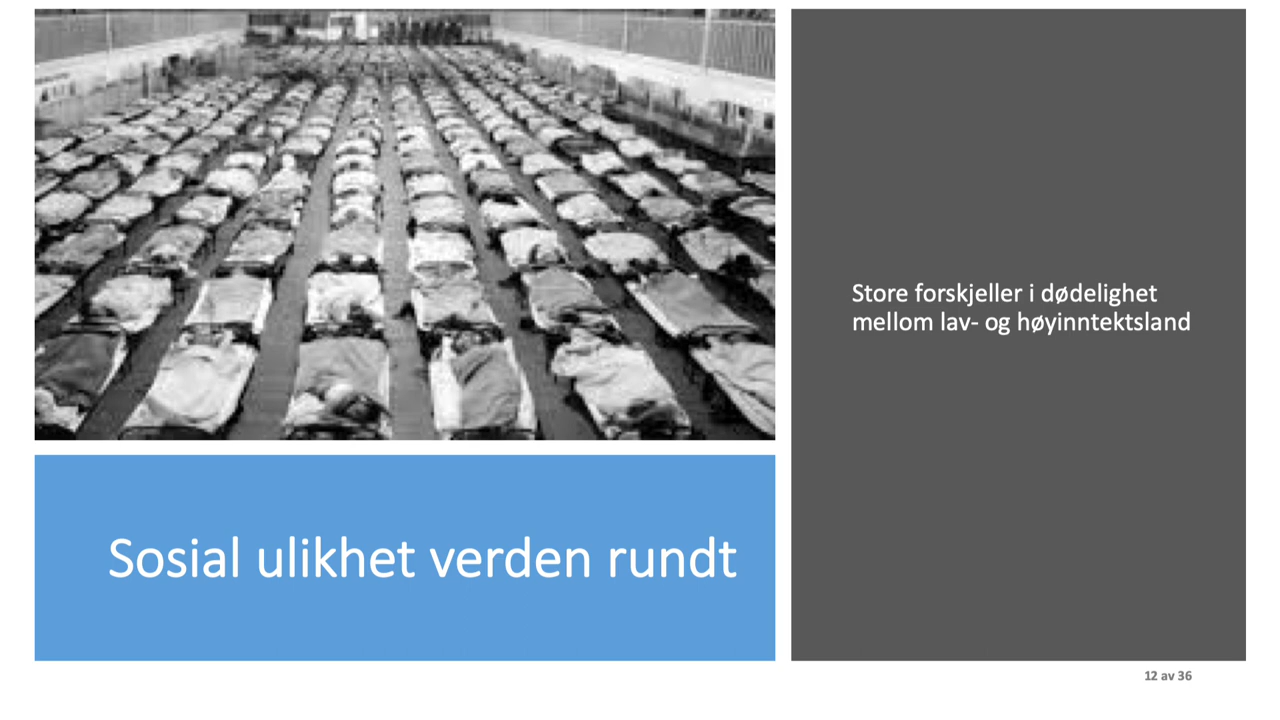 Store forskjeller i dødelighet
mellom lav- og høyinntektsland
Sosial ulikhet verden rundt
12 av 36